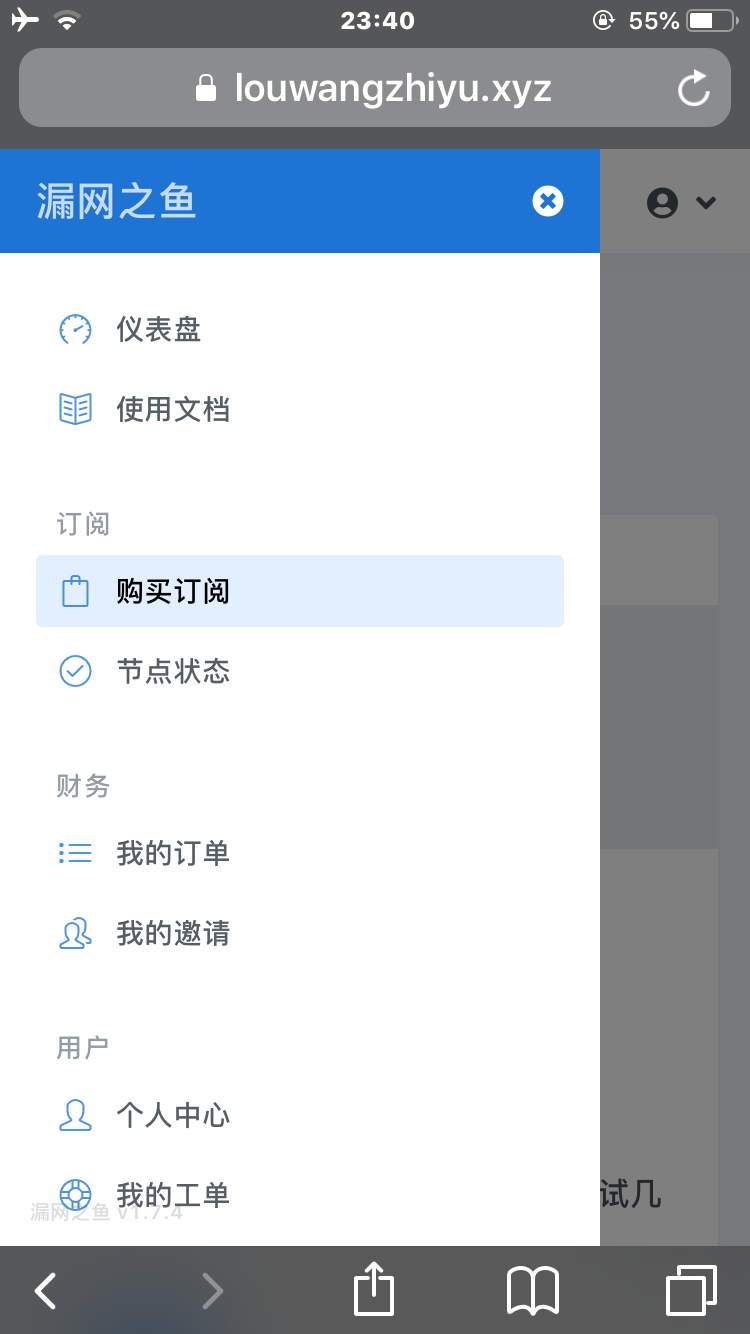 23:40
55%
louwangzhiyu.xyz
漏网之鱼
仪表盘
使用文档
订阅
购买订阅
节点状态
财务
我的订单
我的邀请
用户
个人中心
我的工单
试几
漏网之鱼 v1.7.4